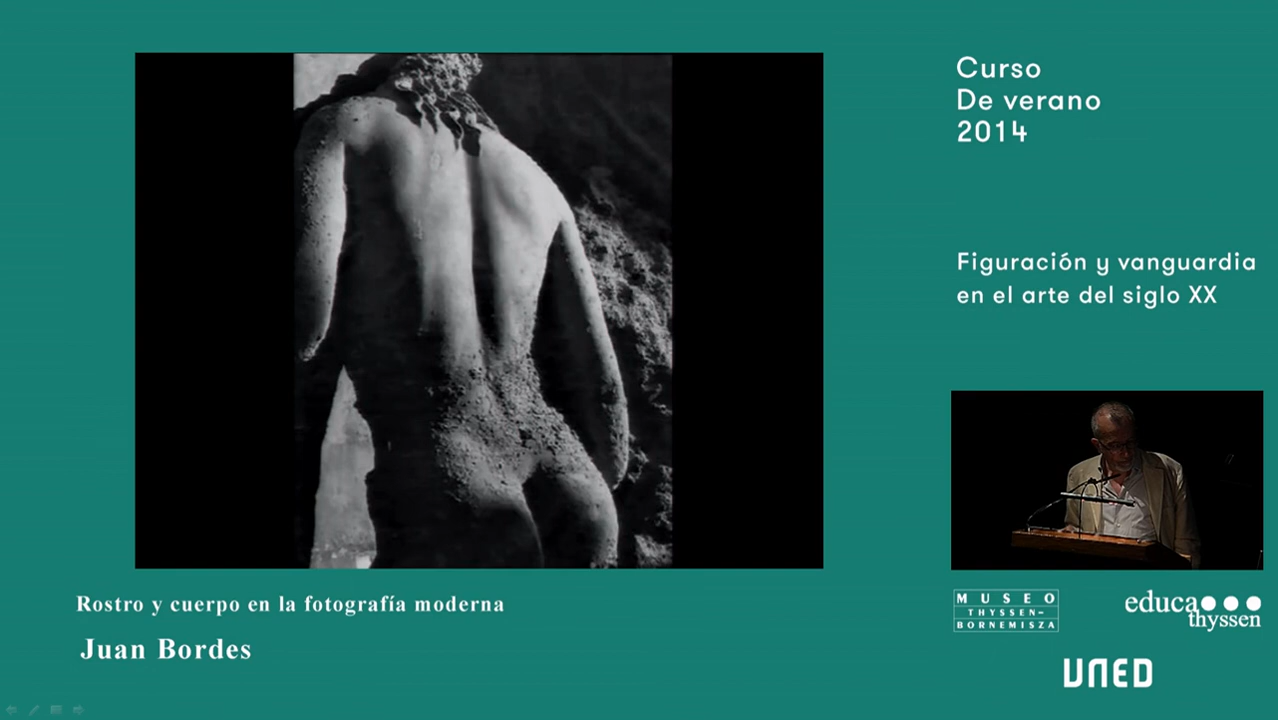 Curso
De verano
2014
Figuración y vanguardia
en el arte del siglo XX
Rostro y cuerpo en la fotografía moderna
Juan Bordes
MUSEO
THYSSEN-
BORNEMISZA
educa
thyssen
UNED